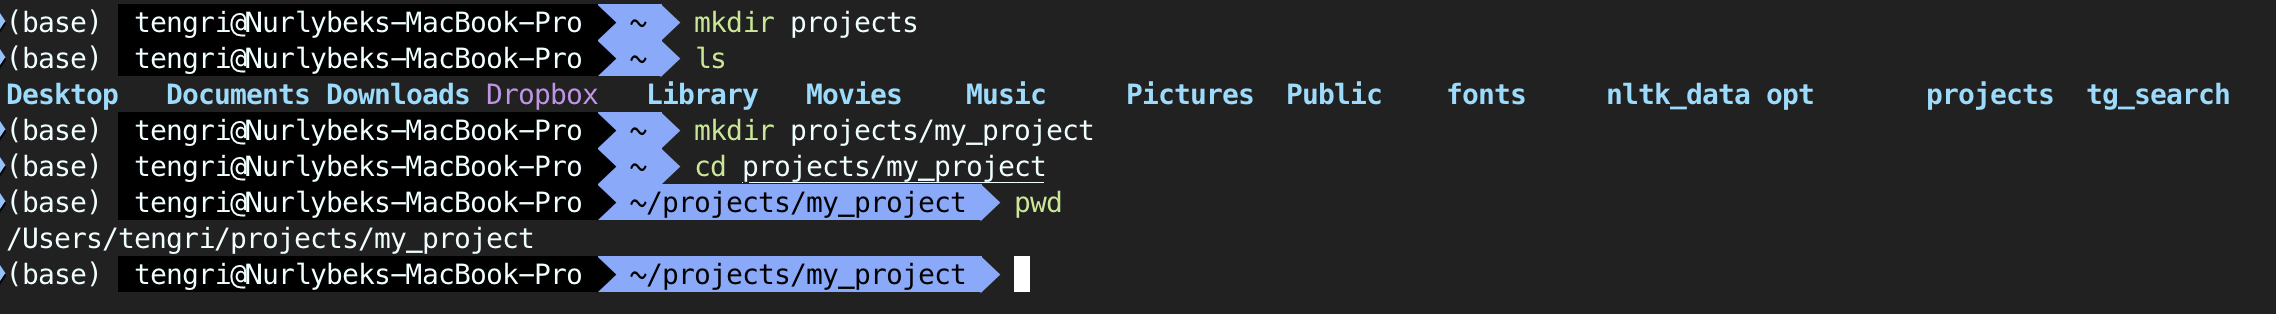 (base) tengri@Nurlybeks-MacBook-Pro ~ mkdir projects
(base) tengri@Nurlybeks-MacBook-Pro ~ ls
Desktop Documents Downloads Dropbox Library Movies Music Pictures Public fonts nltk_data opt projects tg_search
(base) tengri@Nurlybeks-MacBook-Pro ~ mkdir projects/my_project
(base) tengri@Nurlybeks-MacBook-Pro ~ cd projects/my_project
(base) tengri@Nurlybeks-MacBook-Pro ~/projects/my_project pwd
/Users/tengri/projects/my_project
(base) tengri@Nurlybeks-MacBook-Pro ~/projects/my_project